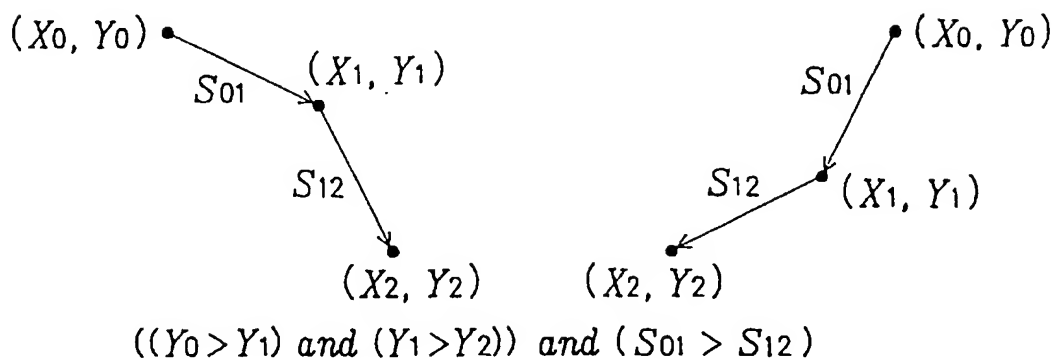 (X0, Y0)
S01
(X1, Y1)
S12
(X2, Y2)
(X0, Y0)
S01
(X1, Y1)
S12
(X2, Y2)
((Y0>Y1) and (Y1>Y2)) and (S01 > S12)